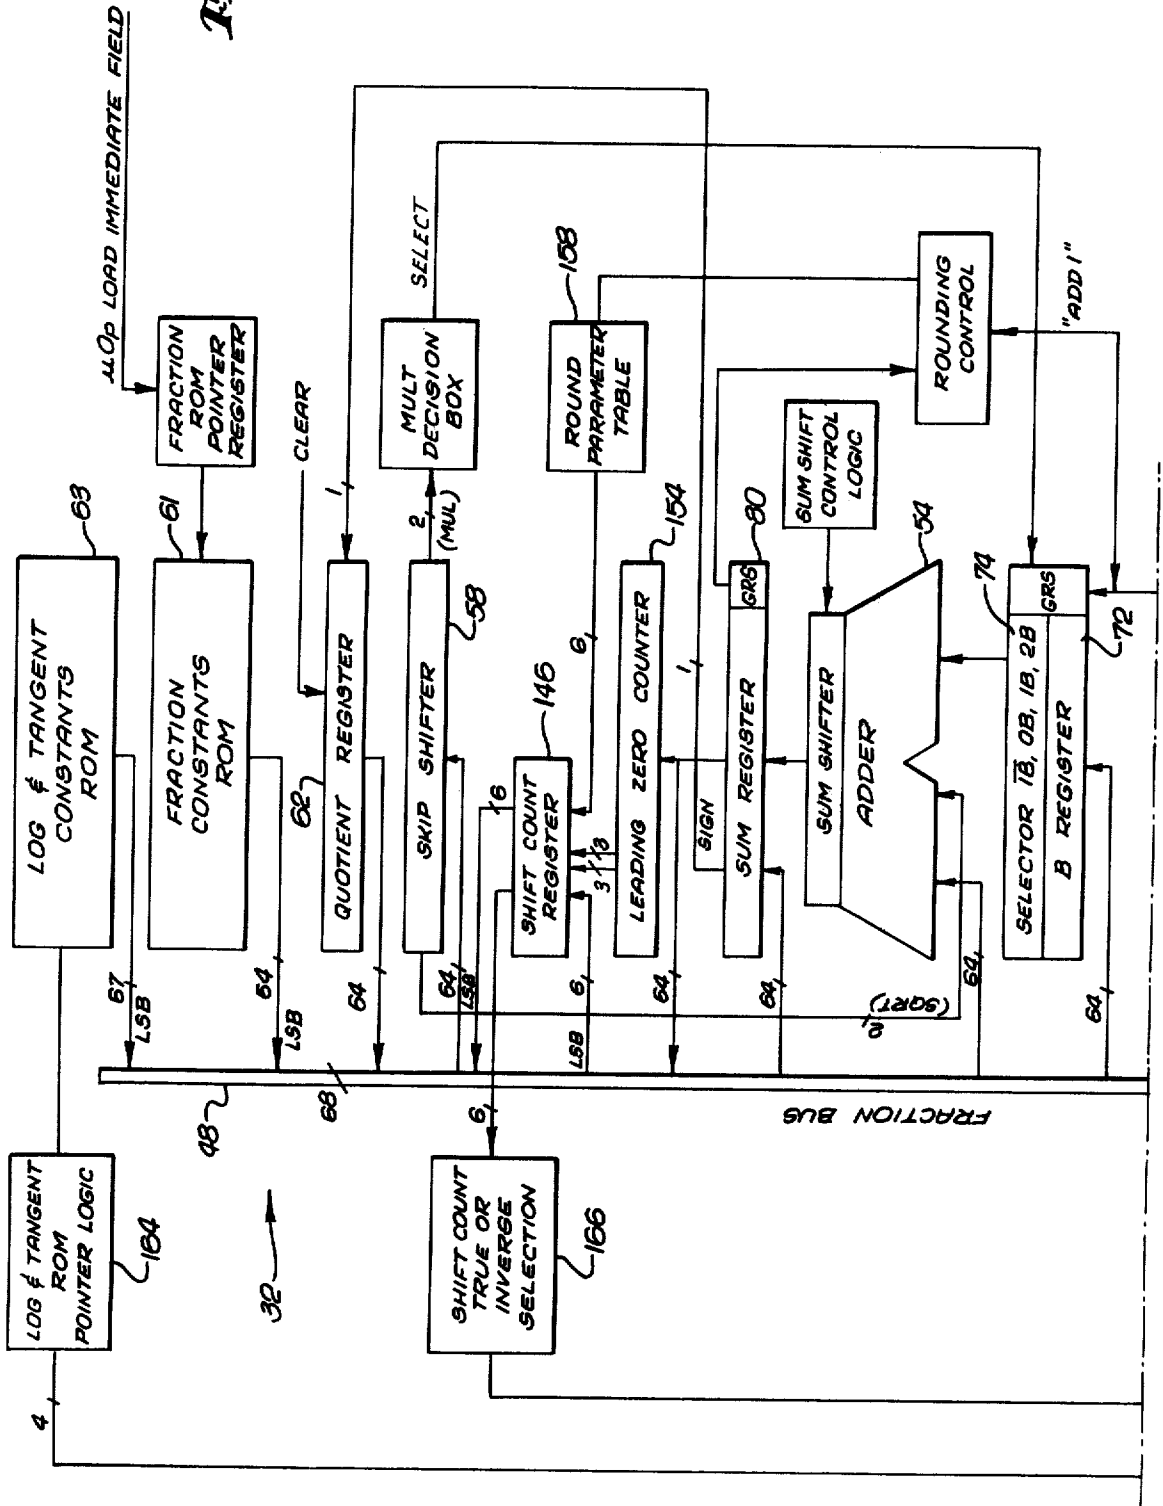 µOp LOAD IMMEDIATE FIELD
LOG & TANGENT
ROM
POINTER LOGIC
164
4
LOG & TANGENT
CONSTANTS
ROM
63
67
LSB
FRACTION
CONSTANTS
ROM
61
64
LSB
FRACTION
ROM
POINTER
REGISTER
32
48
68
FRACTION BUS
QUOTIENT REGISTER
62
64
CLEAR
1
SKIP SHIFTER
58
64
LSB
2
(MUL)
MULT
DECISION
BOX
SELECT
2
(SQRT)
SHIFT COUNT
TRUE OR
INVERGE
SELECTION
166
6
SHIFT COUNT
REGISTER
146
6
6
LSB
3
3
6
ROUND
PARAMETER
TABLE
158
LEADING ZERO COUNTER
154
64
SIGN
1
SUM REGISTER
GRS
80
64
SUM SHIFTER
ADDER
54
64
SUM SHIFT
CONTROL
LOGIC
ROUNDING
CONTROL
"ADD 1"
SELECTOR 1B̅, 0B, 1B, 2B
74
GRS
B REGISTER
72
64